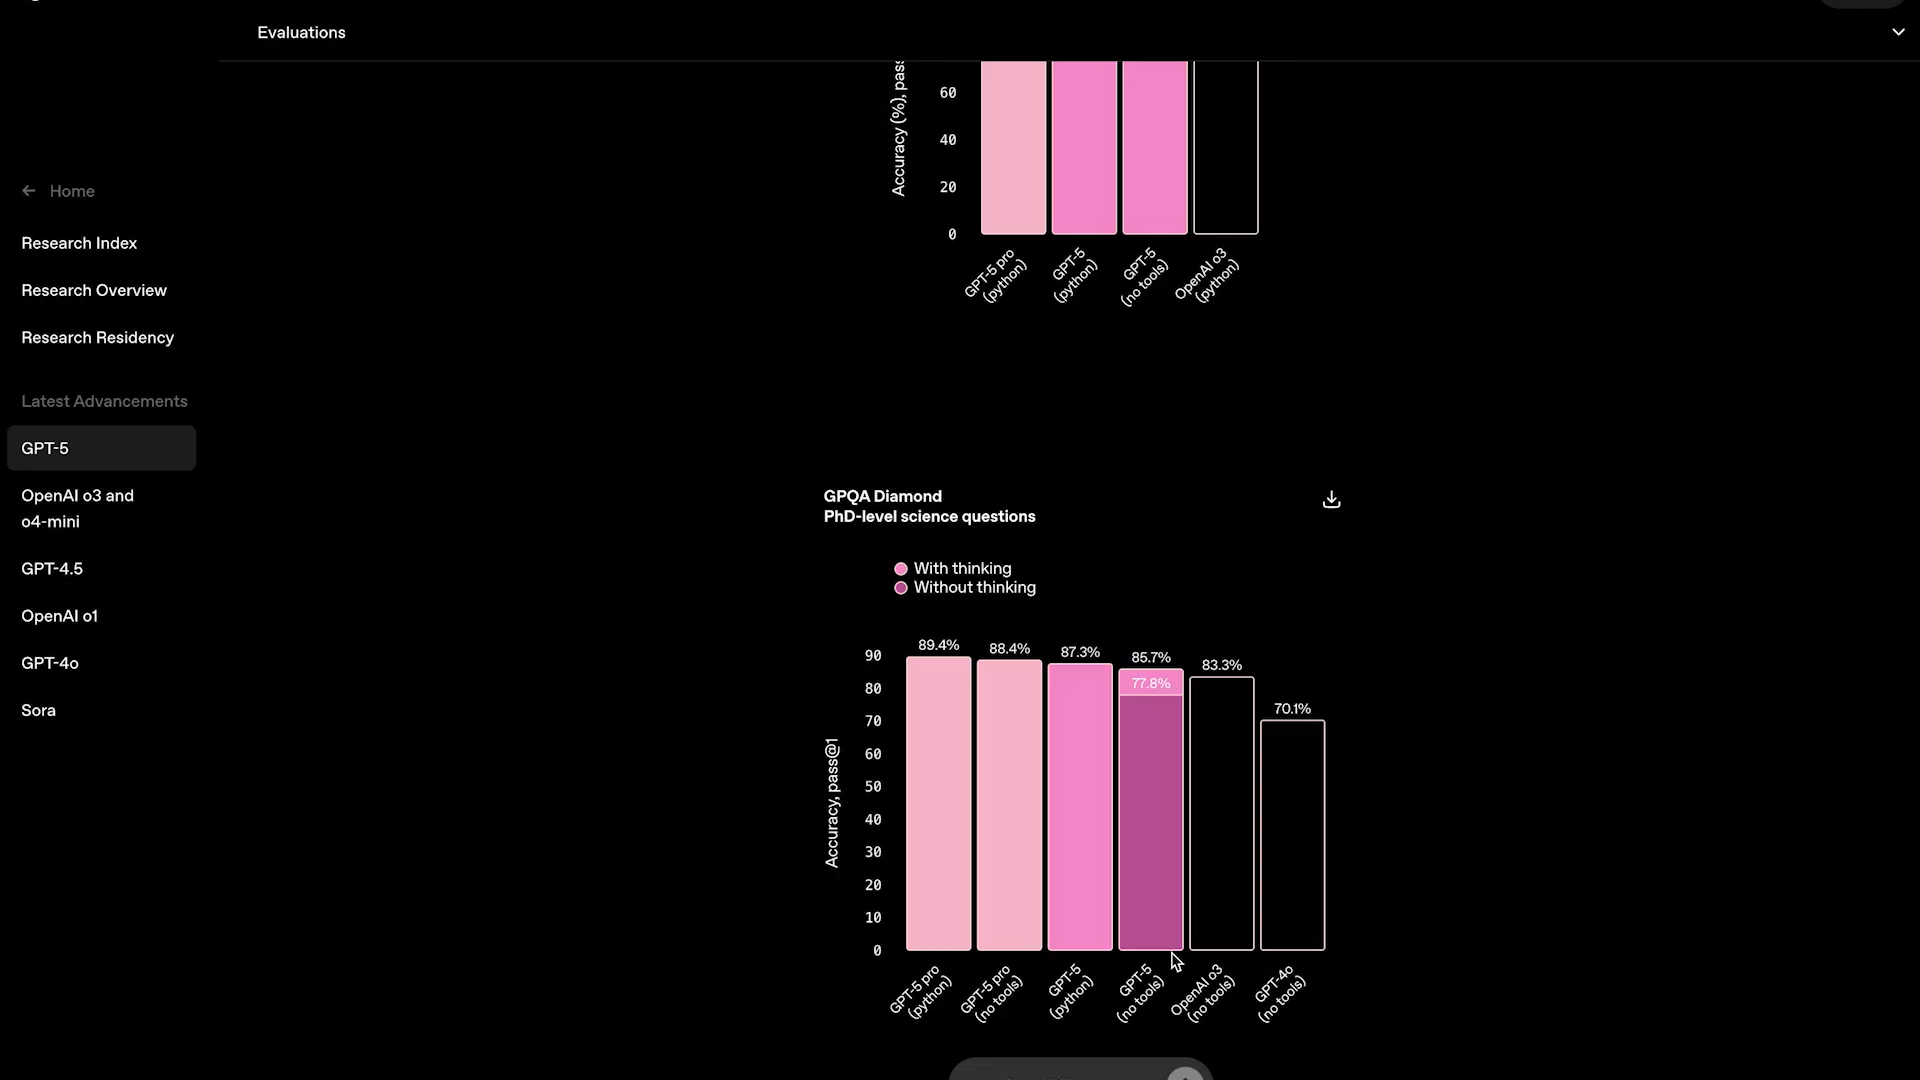 Evaluations
Home
Research Index
Research Overview
Research Residency
Latest Advancements
GPT-5
OpenAI o3 and
o4-mini
GPT-4.5
OpenAI o1
GPT-4o
Sora
Accuracy (%), pass
60
40
20
0
GPT-5 pro
(python)
GPT-5
(python)
GPT-5
(no tools)
OpenAI o3
(python)
GPQA Diamond
PhD-level science questions
With thinking
Without thinking
Accuracy, pass@1
90
80
70
60
50
40
30
20
10
0
89.4%
88.4%
87.3%
85.7%
77.8%
83.3%
70.1%
GPT-5 pro
(python)
GPT-5 pro
(no tools)
GPT-5
(python)
GPT-5
(no tools)
OpenAI o3
(no tools)
GPT-4o
(no tools)